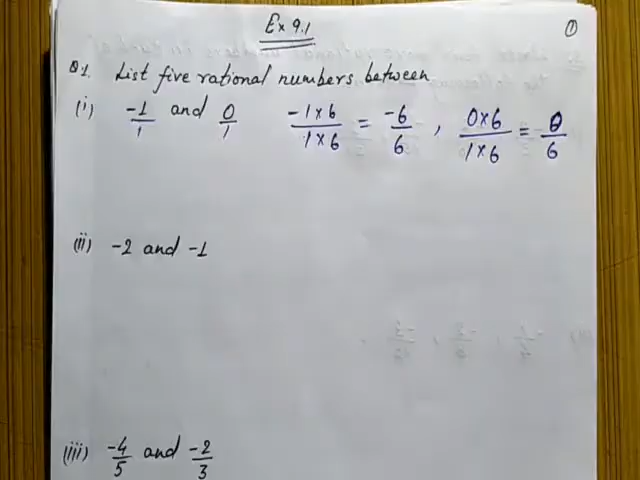 Ex 9.1
①
Q1. List five rational numbers between
(i) -1/1 and 0/1 -1×6/1×6 = -6/6 , 0×6/1×6 = 0/6
(ii) -2 and -1
(iii) -4/5 and -2/3